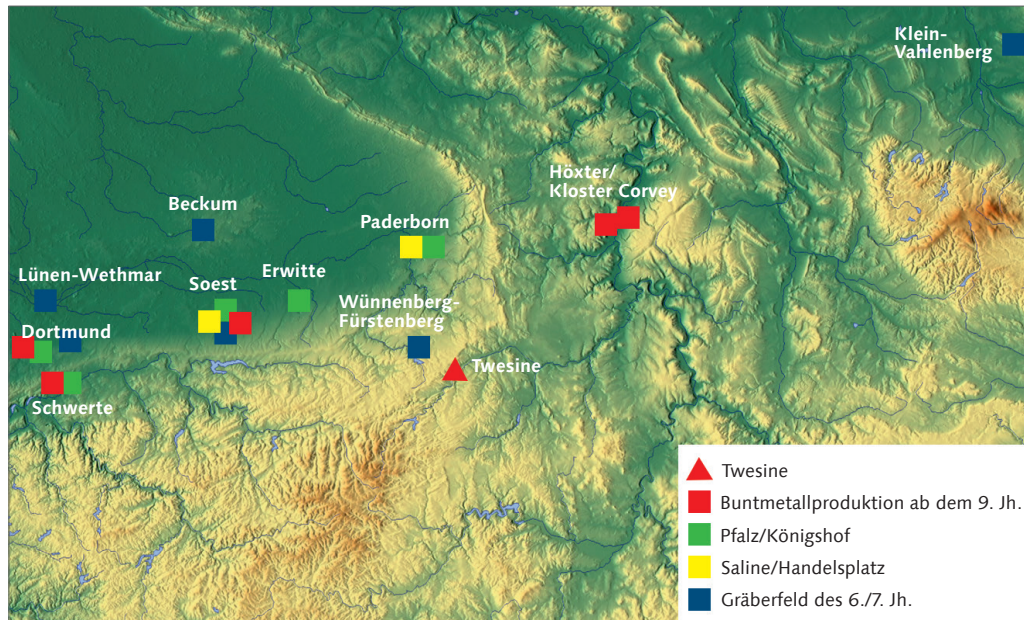 Klein-
Vahlenberg
Höxter/
Kloster Corvey
Beckum
Paderborn
Lünen-Wethmar
Soest
Erwitte
Wünnenberg-
Fürstenberg
Dortmund
Twesine
Schwerte
Twesine
Buntmetallproduktion ab dem 9. Jh.
Pfalz/Königshof
Saline/Handelsplatz
Gräberfeld des 6./7. Jh.